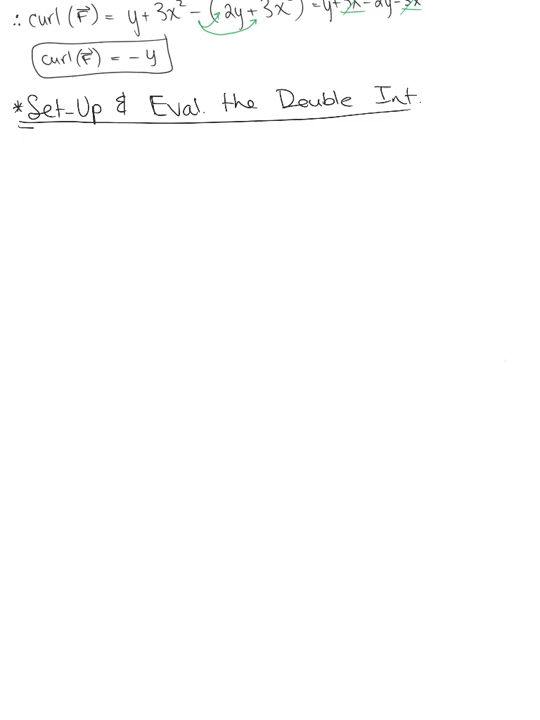 ∴ curl (F⃗) = y + 3x² - (2y + 3x²) = y + 3x² - 2y - 3x²
curl (F⃗) = - y
*Set-Up & Eval. the Double Int.